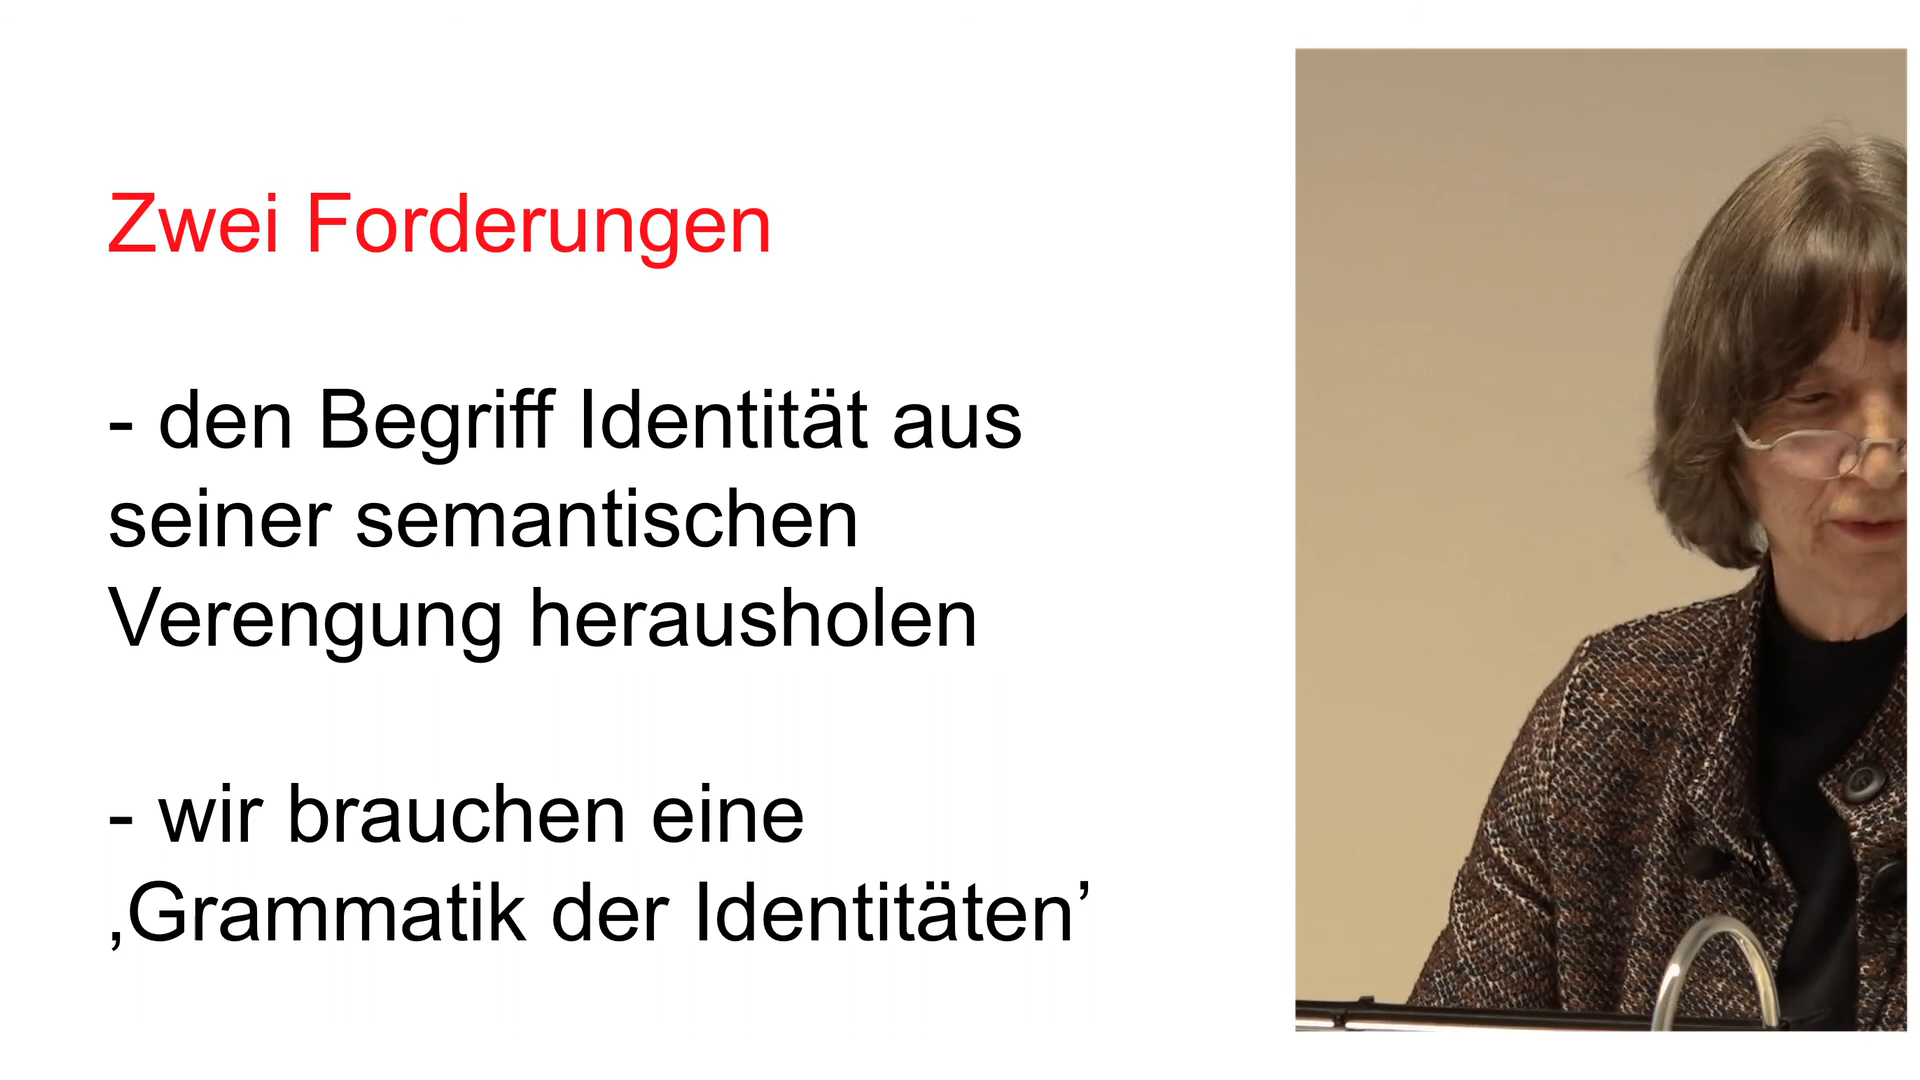 Zwei Forderungen
- den Begriff Identität aus
seiner semantischen
Verengung herausholen
- wir brauchen eine
‚Grammatik der Identitäten’